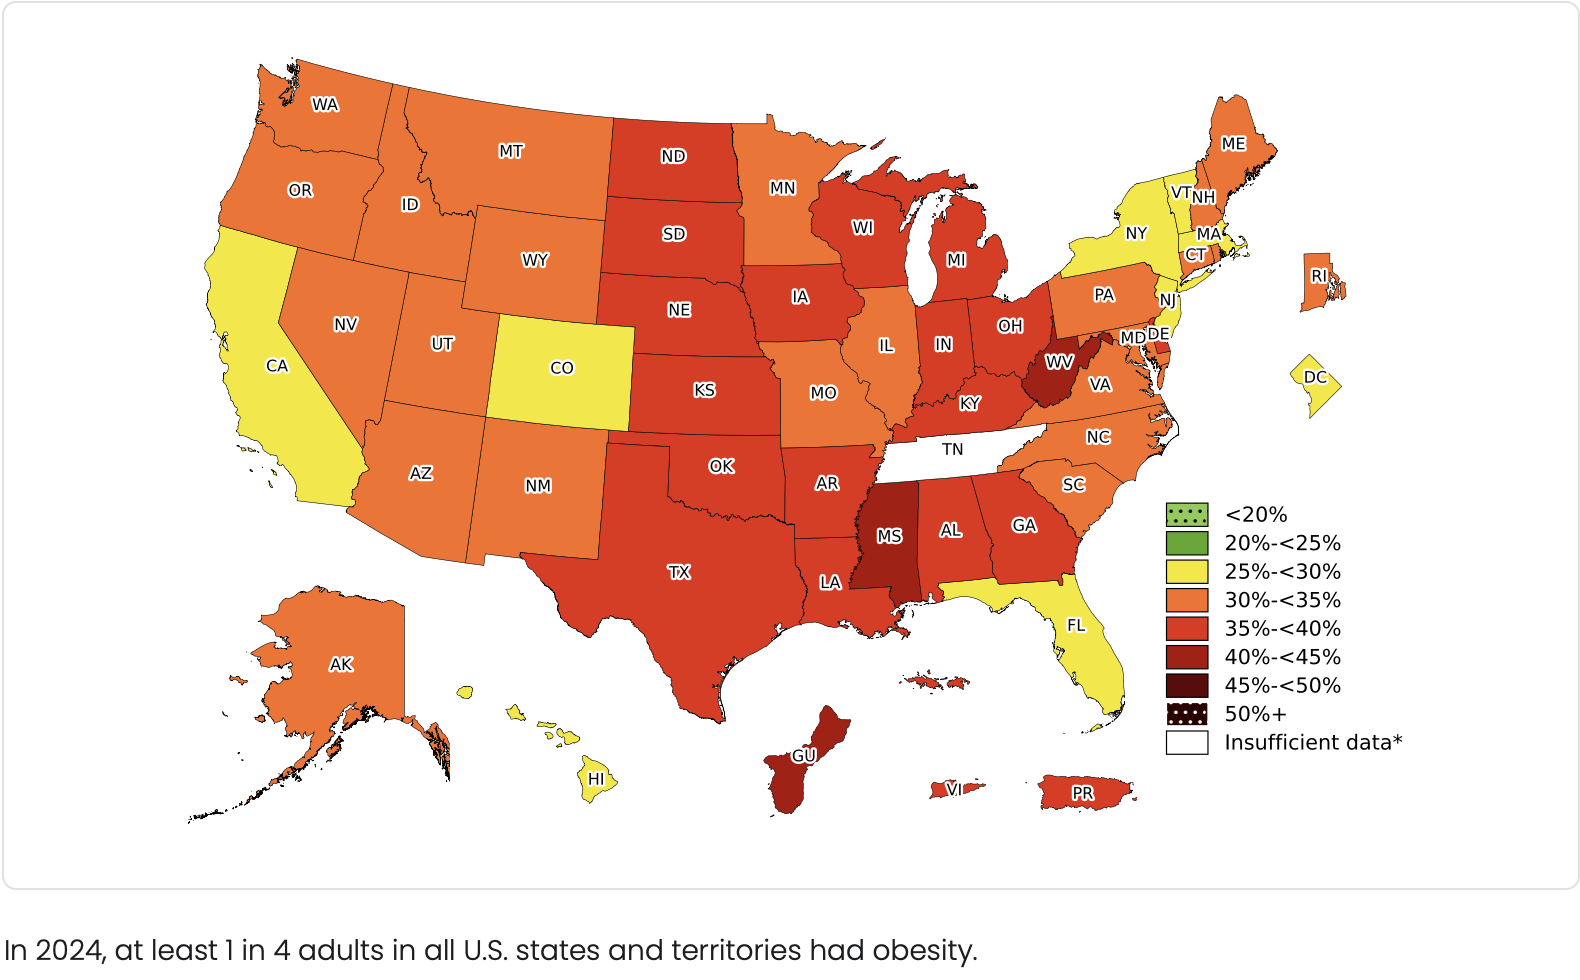 WA
MT
ND
MN
OR
ID
SD
WI
MI
ME
VT
NH
NY
MA
CT
RI
WY
NV
UT
CA
CO
NE
IA
IL
IN
OH
PA
NJ
MD
DE
DC
WV
VA
KS
MO
KY
AZ
NM
OK
AR
TN
NC
SC
TX
LA
MS
AL
GA
FL
AK
HI
GU
VI
PR
<20%
20%-<25%
25%-<30%
30%-<35%
35%-<40%
40%-<45%
45%-<50%
50%+
Insufficient data*
In 2024, at least 1 in 4 adults in all U.S. states and territories had obesity.